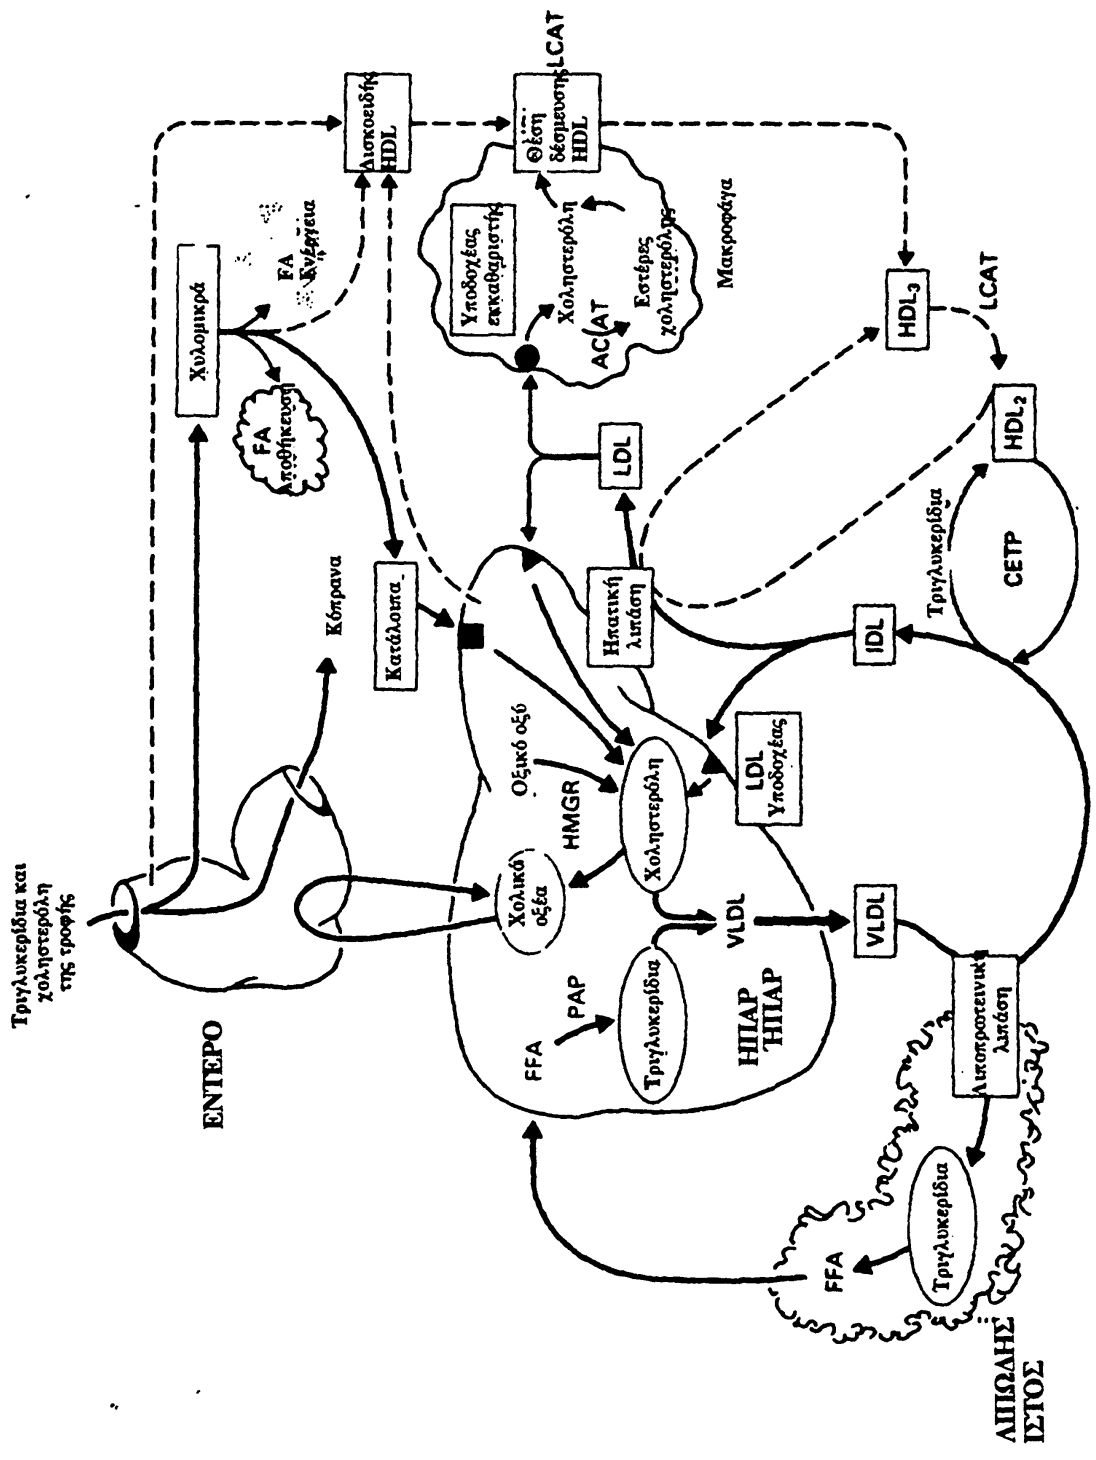 Τριγλυκερίδια και
χοληστερόλη
της τροφής
ΕΝΤΕΡΟ
Κόπρανα
Χυλομικρά
FA
Αποθήκευση
FA
Ενέργεια
Κατάλοιπα
Δισκοειδής
HDL
Θέση
δέσμευσης
HDL
LCAT
Υποδοχέας
εκκαθαριστής
Χοληστερόλη
ACAT
Εστέρες
χοληστερόλης
Μακροφάγα
LDL
Ηπατική
λιπάση
HDL3
LCAT
HDL2
Τριγλυκερίδια
CETP
IDL
Οξικό οξύ
HMGR
Χολικά
οξέα
Χοληστερόλη
LDL
Υποδοχέας
FFA
PAP
Τριγλυκερίδια
VLDL
ΗΠΑΡ
ΉΠΑΡ
VLDL
Λιποπρωτεινική
λιπάση
Τριγλυκερίδια
FFA
ΛΙΠΩΔΗΣ
ΙΣΤΟΣ